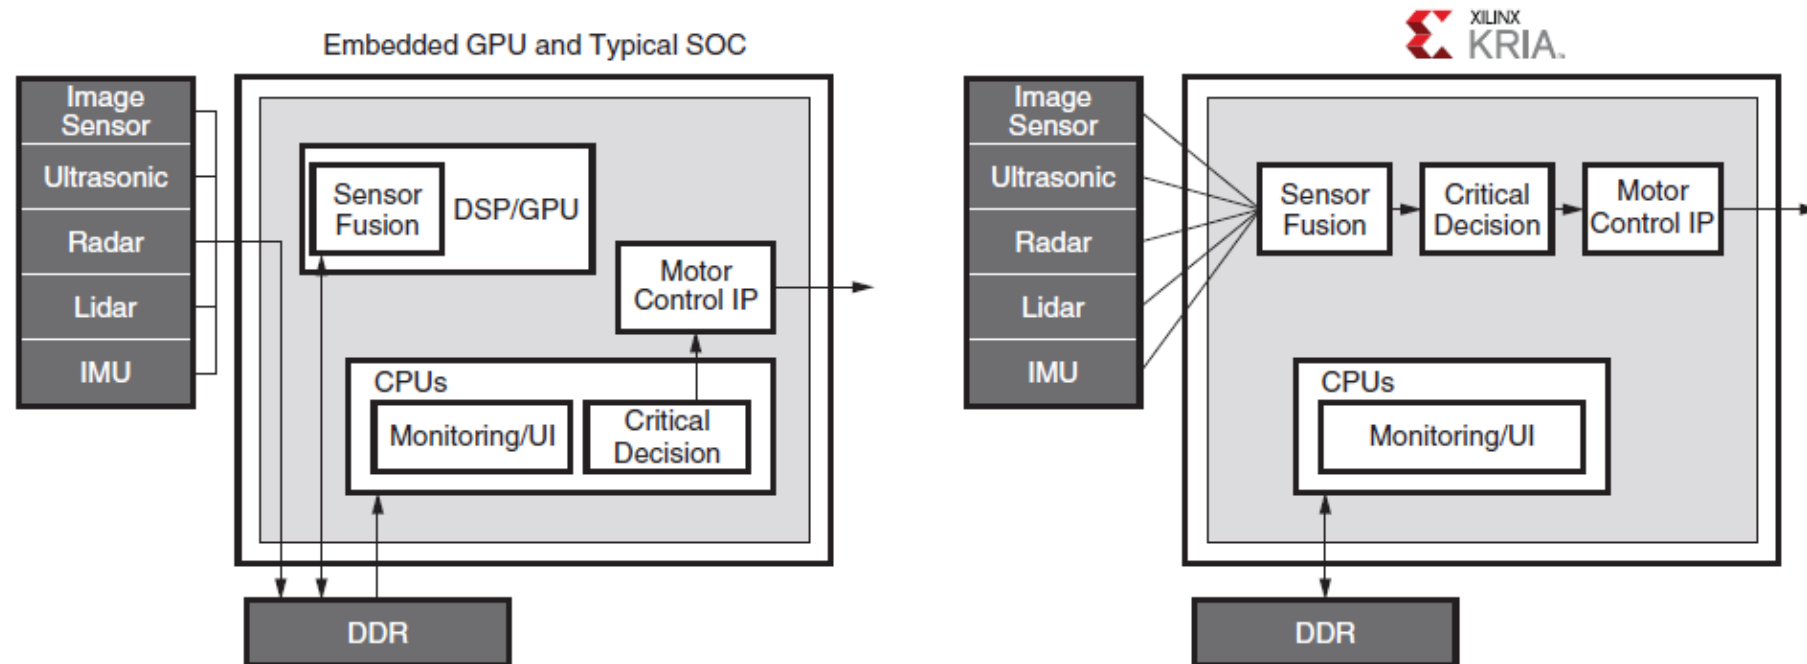 Embedded GPU and Typical SOC
Image
Sensor
Ultrasonic
Radar
Lidar
IMU
Sensor
Fusion
DSP/GPU
Motor
Control IP
CPUs
Monitoring/UI
Critical
Decision
DDR
XILINX
KRIA™
Image
Sensor
Ultrasonic
Radar
Lidar
IMU
Sensor
Fusion
Critical
Decision
Motor
Control IP
CPUs
Monitoring/UI
DDR